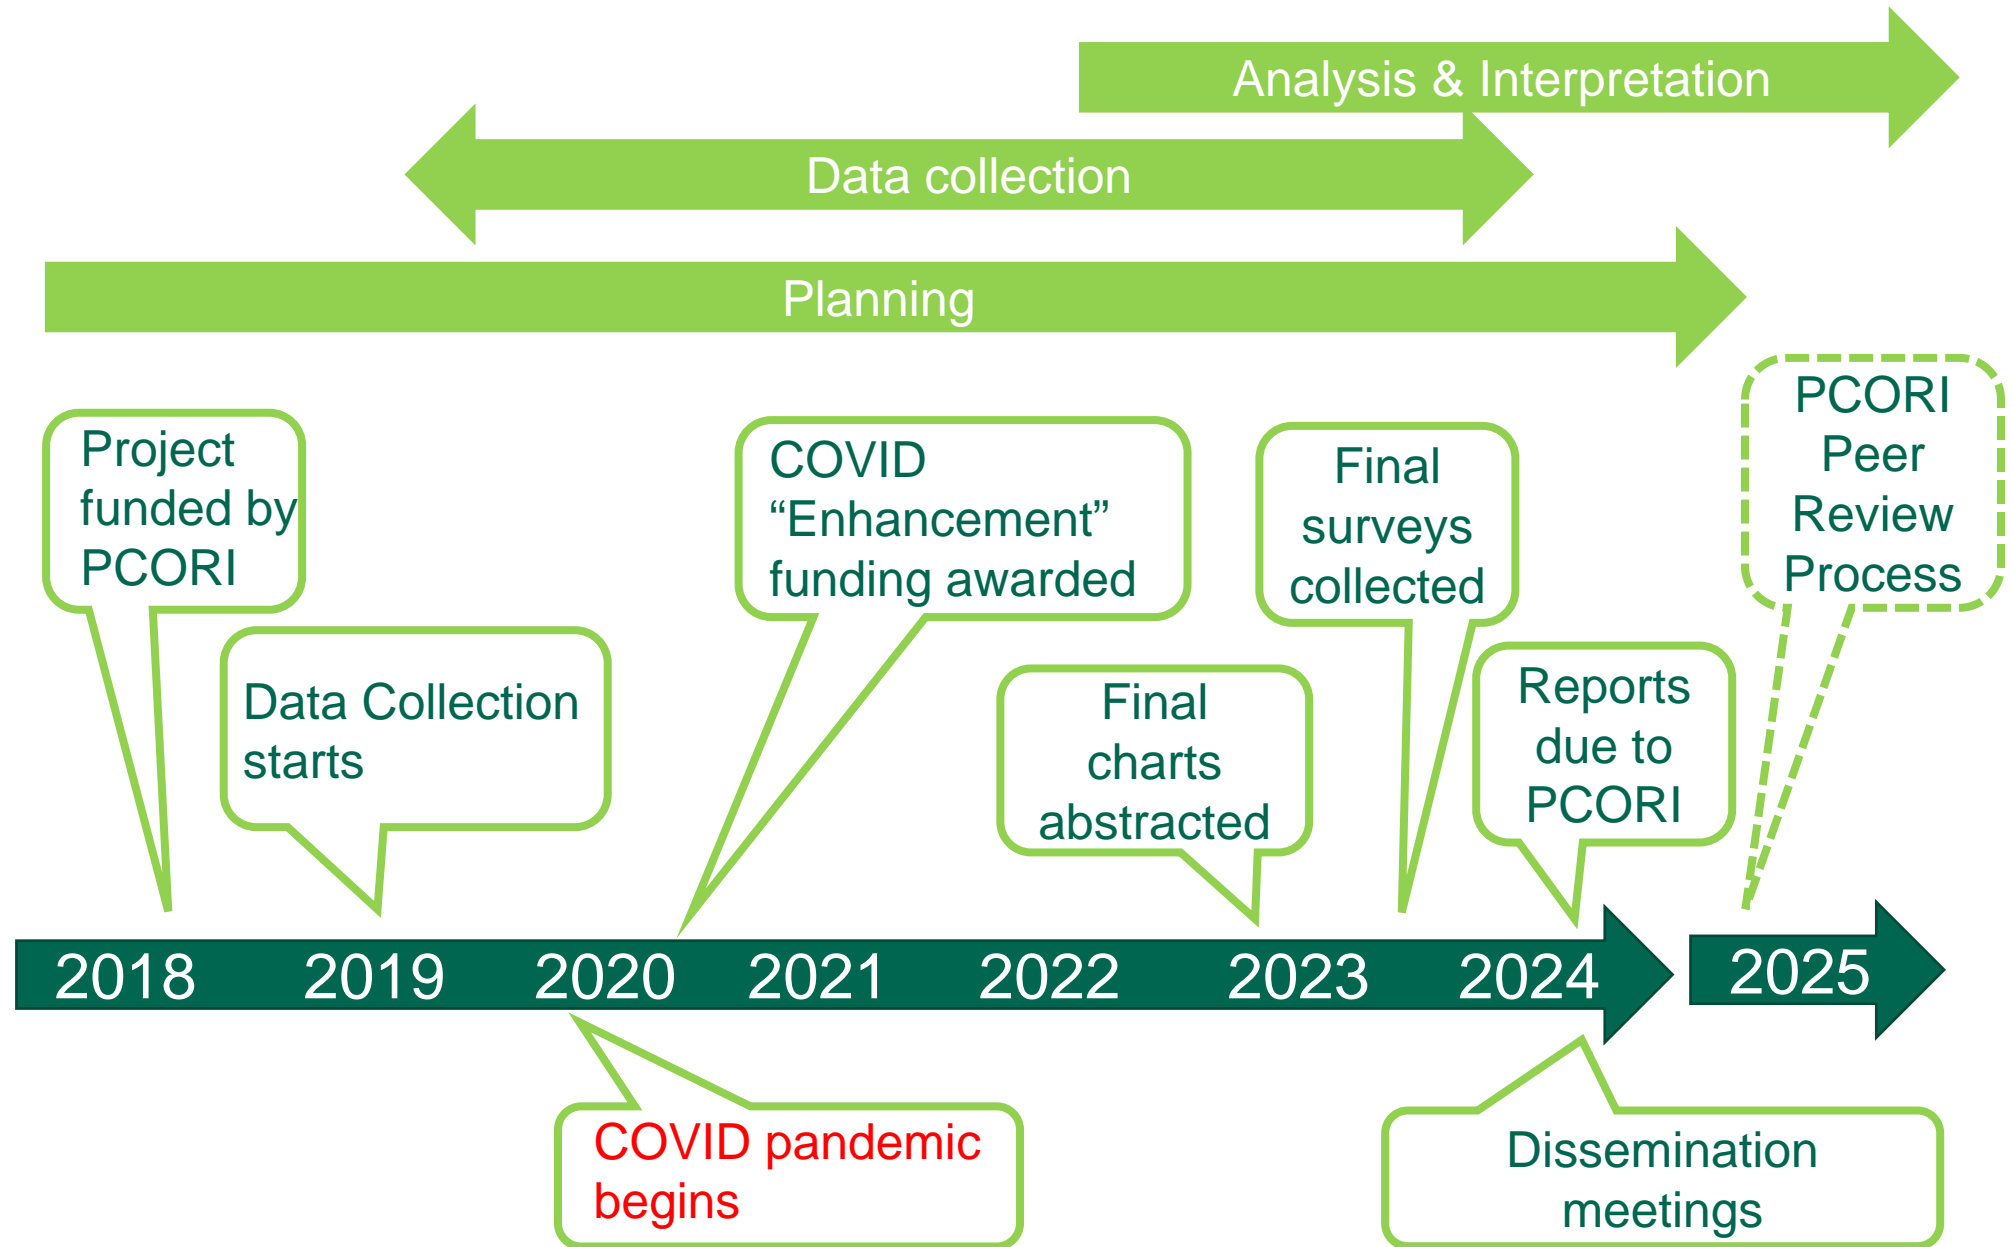 Analysis & Interpretation
Data collection
Planning
Project
funded by
PCORI
Data Collection
starts
COVID
“Enhancement”
funding awarded
Final
charts
abstracted
Final
surveys
collected
Reports
due to
PCORI
PCORI
Peer
Review
Process
2018 2019 2020 2021 2022 2023 2024 2025
COVID pandemic
begins
Dissemination
meetings